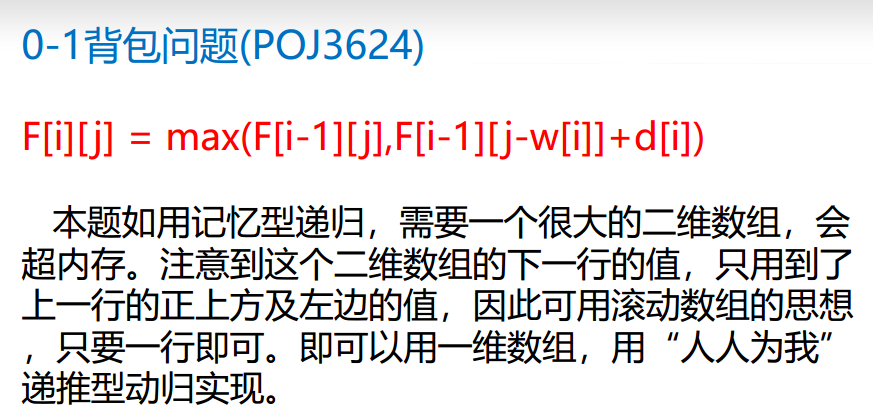 0-1背包问题(POJ3624)
F[i][j] = max(F[i-1][j],F[i-1][j-w[i]]+d[i])
本题如用记忆型递归，需要一个很大的二维数组，会
超内存。注意到这个二维数组的下一行的值，只用到了
上一行的正上方及左边的值，因此可用滚动数组的思想
，只要一行即可。即可以用一维数组，用“人人为我”
递推型动归实现。